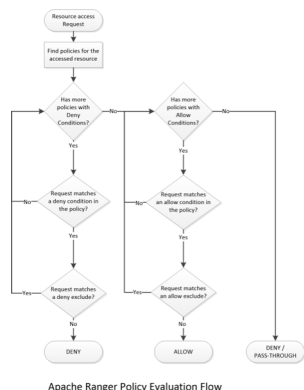 Resource access
Request
Find policies for the
accessed resource
Has more
policies with
Deny
Conditions?
No
Has more
policies with
Allow
Conditions?
No
Yes
Yes
No
Request matches
a deny condition in
the policy?
No
Request matches
an allow condition in
the policy?
Yes
Yes
Yes
Request matches
a deny exclude?
Yes
Request matches
an allow exclude?
No
No
DENY
ALLOW
DENY /
PASS-THROUGH
Apache Ranger Policy Evaluation Flow